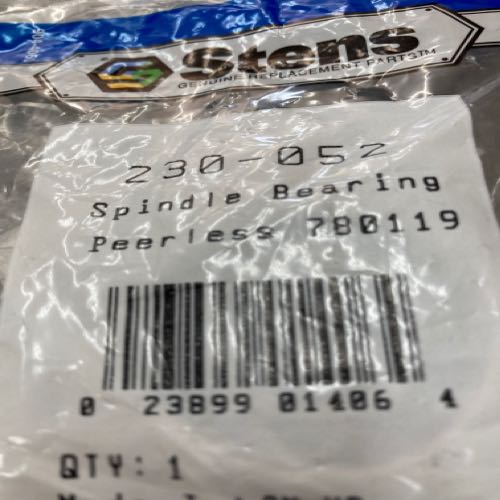 Stens
GENUINE REPLACEMENT PARTS™
230-052
Spindle Bearing
Peerless 780119
0 23899 01406 4
QTY: 1